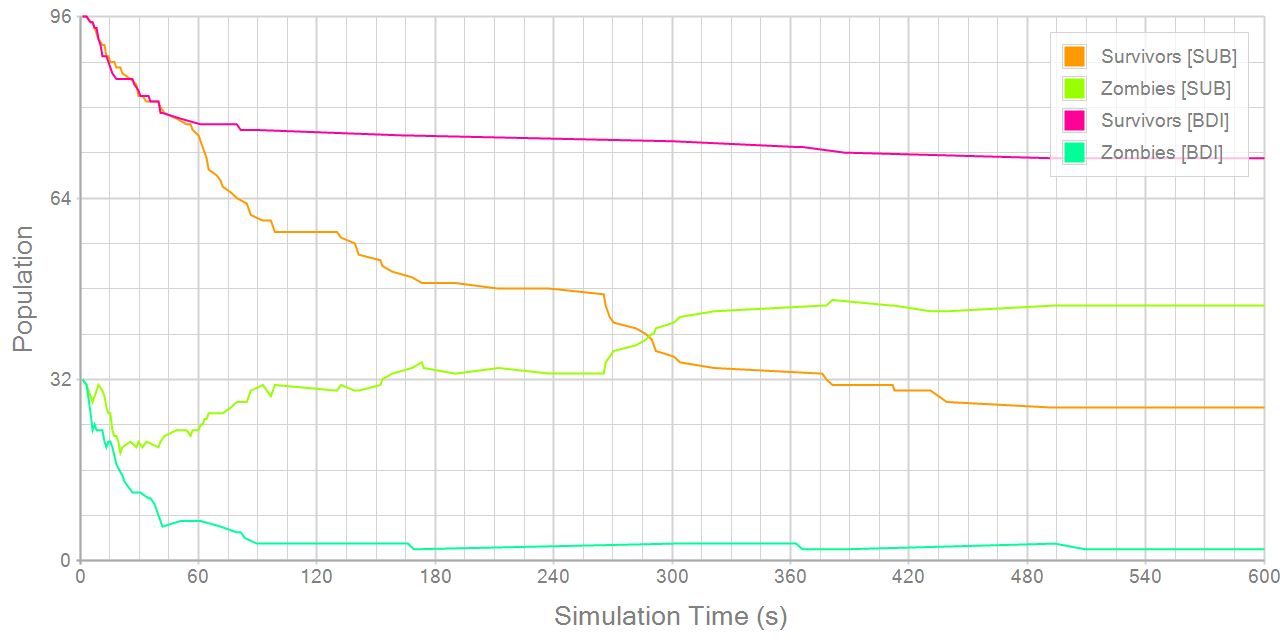 96
64
32
0
Population
0 60 120 180 240 300 360 420 480 540 600
Simulation Time (s)
Survivors [SUB]
Zombies [SUB]
Survivors [BDI]
Zombies [BDI]